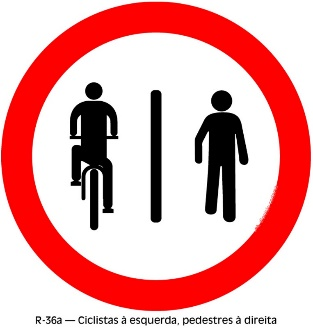 R-36a — Ciclistas à esquerda, pedestres à direita